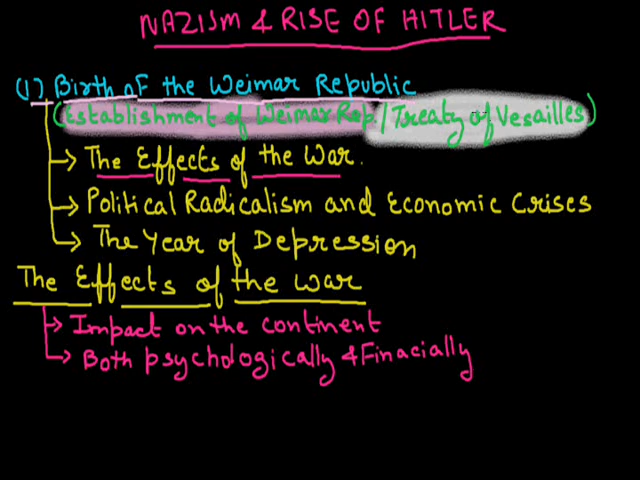 NAZISM & RISE OF HITLER
(1) Birth of the Weimar Republic
(Establishment of Weimar Rep./Treaty of Vesailles)
→ The Effects of the War.
→ Political Radicalism and Economic Crises
→ The Year of Depression
The Effects of the war
→ Impact on the continent
→ Both psychologically & Finacially